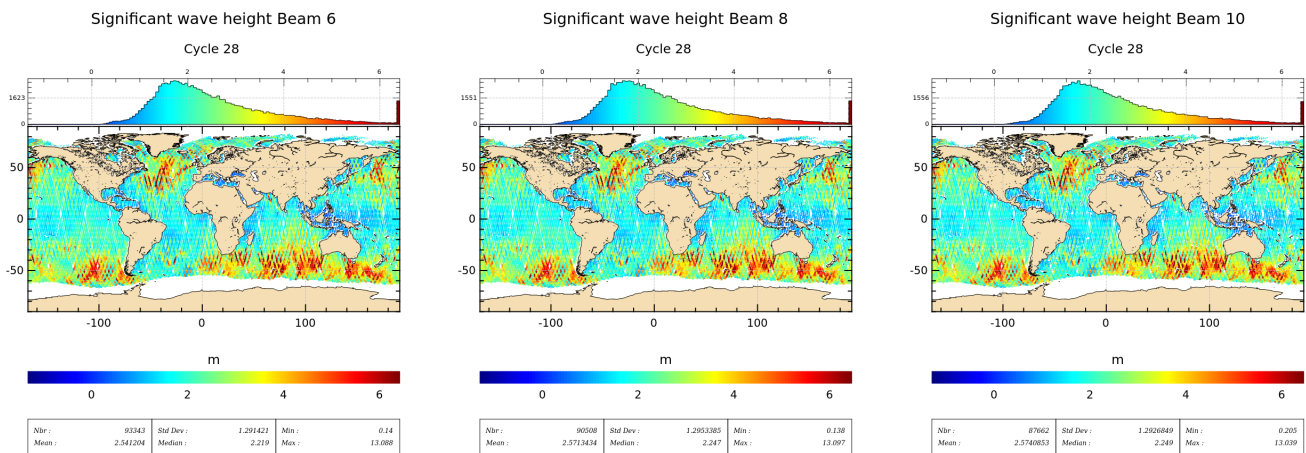 Significant wave height Beam 6
Cycle 28
0 2 4 6
1623
0
50
0
-50
-100 0 100
m
0 2 4 6
Nbr : 93343 Std Dev : 1.291421 Min : 0.14
Mean : 2.541204 Median : 2.219 Max : 13.088
Significant wave height Beam 8
Cycle 28
0 2 4 6
1551
0
50
0
-50
-100 0 100
m
0 2 4 6
Nbr : 90508 Std Dev : 1.2953385 Min : 0.138
Mean : 2.5713434 Median : 2.247 Max : 13.097
Significant wave height Beam 10
Cycle 28
0 2 4 6
1556
0
50
0
-50
-100 0 100
m
0 2 4 6
Nbr : 87662 Std Dev : 1.2926849 Min : 0.205
Mean : 2.5740853 Median : 2.249 Max : 13.039